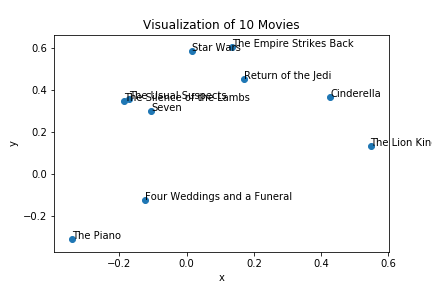 Visualization of 10 Movies
0.6
0.4
0.2
0.0
−0.2
y
Star Wars
The Empire Strikes Back
Return of the Jedi
Cinderella
The Usual Suspects
The Silence of the Lambs
Seven
The Lion Kin
Four Weddings and a Funeral
The Piano
−0.2
0.0
0.2
0.4
0.6
x